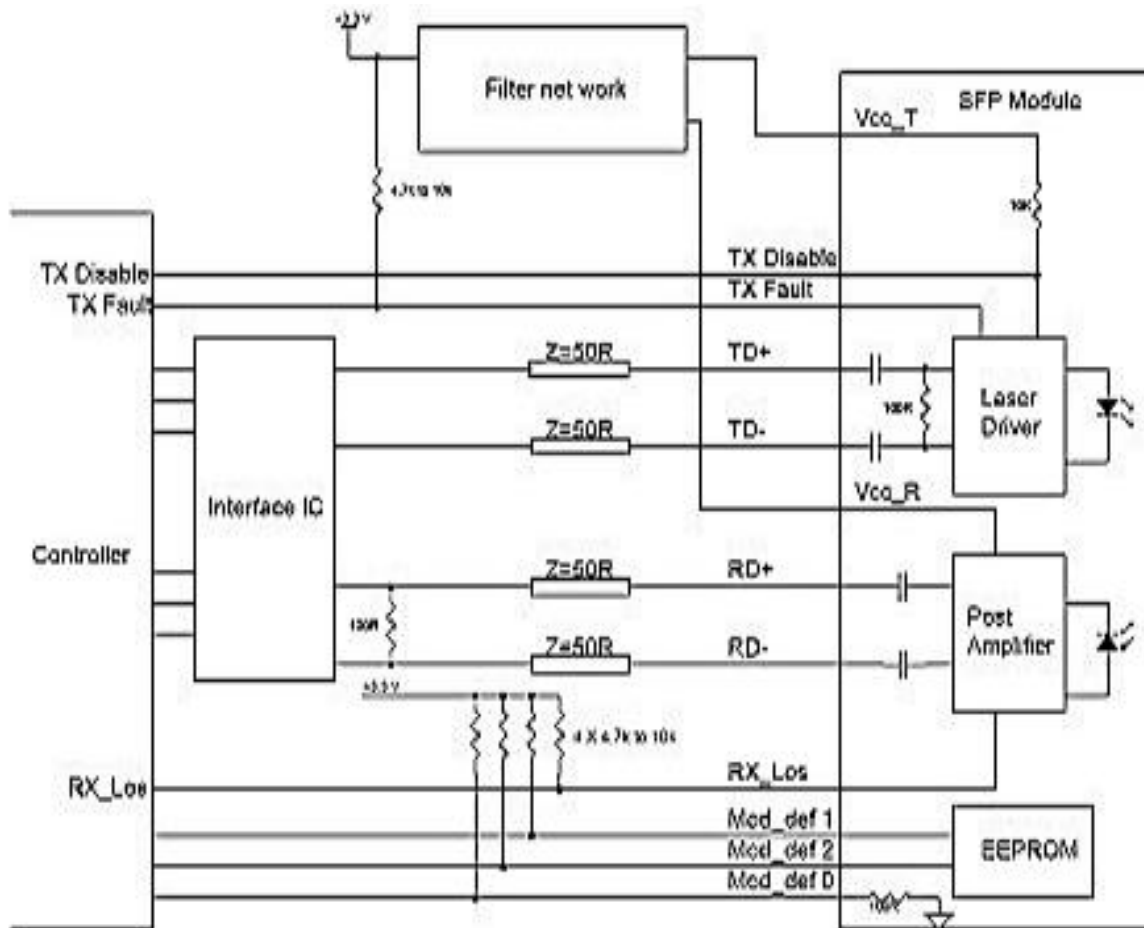 +3.3 V
Filter net work
SFP Module
Vcc_T
4.7k to 10k
10K
TX Disable
TX Disable
TX Fault
TX Fault
Z=50R
TD+
100R
Laser
Driver
Z=50R
TD-
Vcc_R
Interface IC
Controller
Z=50R
RD+
100R
Post
Amplifier
Z=50R
RD-
+3.3 V
4 X 4.7k to 10k
RX_Los
RX_Los
Mod_def 1
Mod_def 2
EEPROM
Mod_def 0